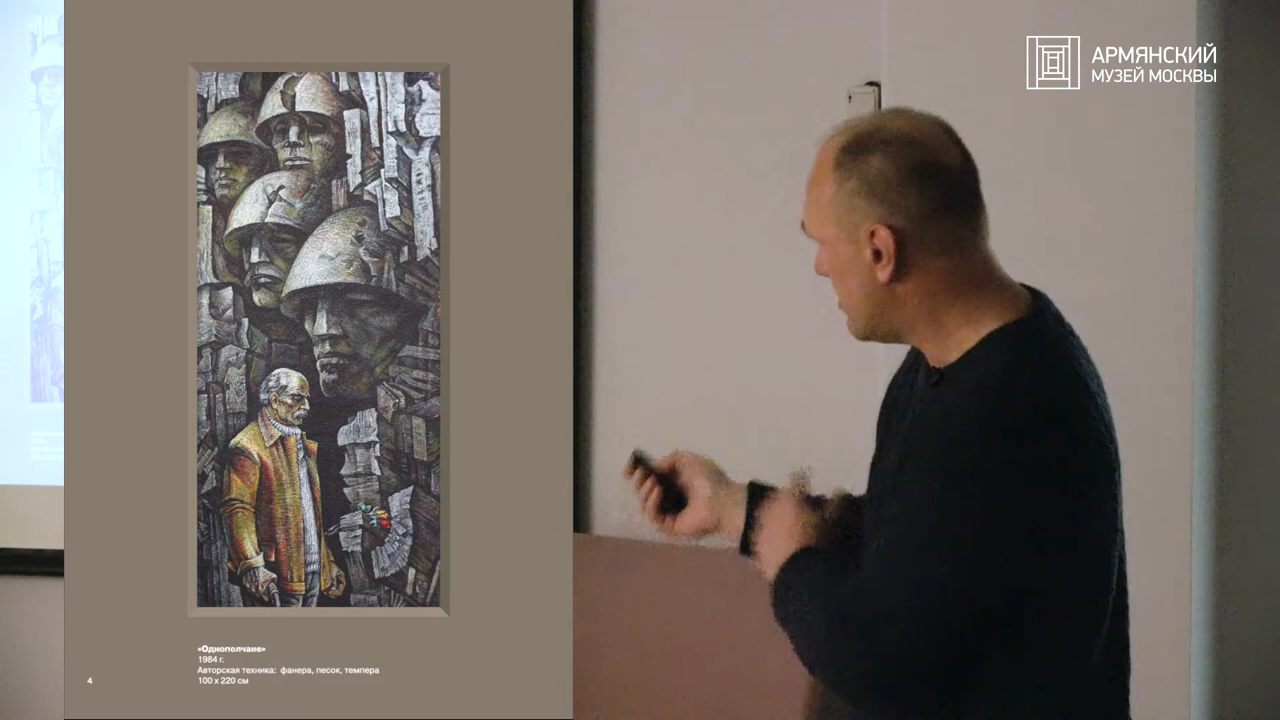 АРМЯНСКИЙ
МУЗЕЙ МОСКВЫ
«Однополчане»
1984 г.
Авторская техника: фанера, песок, темпера
100 х 220 см
4